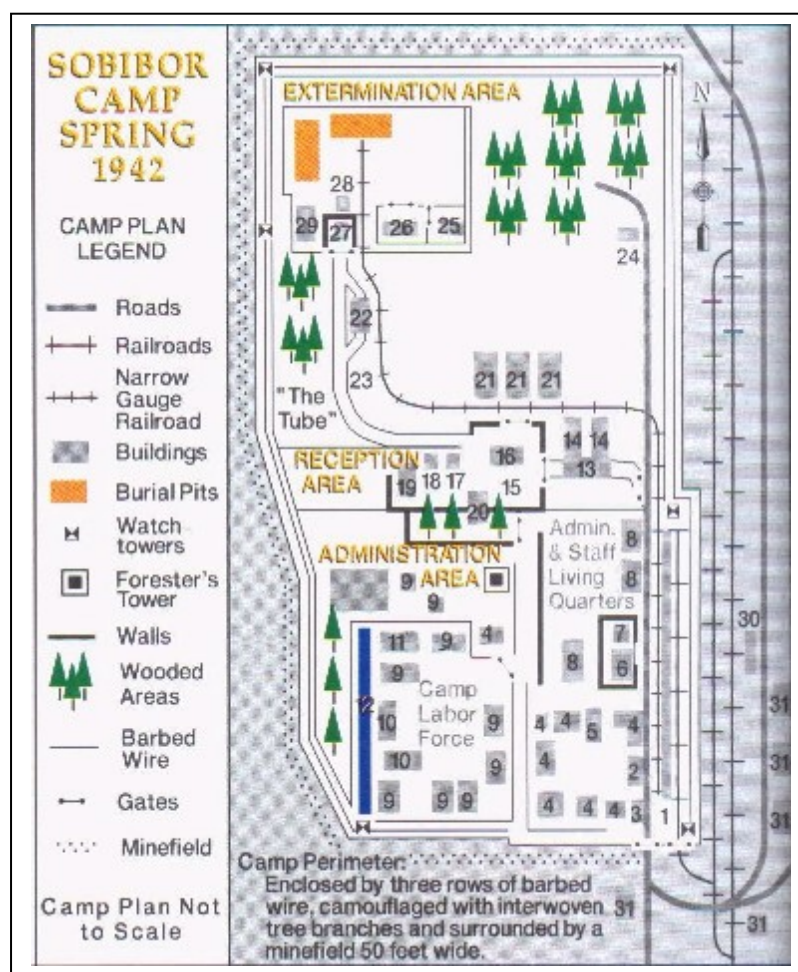 SOBIBOR
CAMP
SPRING
1942
CAMP PLAN
LEGEND
Roads
Railroads
Narrow
Gauge
Railroad
Buildings
Burial Pits
Watch-
towers
Forester's
Tower
Walls
Wooded
Areas
Barbed
Wire
Gates
Minefield
Camp Plan Not
to Scale
EXTERMINATION AREA
N
28
29
27
26
25
24
22
23
"The
Tube"
21
21
21
14
14
13
RECEPTION
AREA
16
18
17
19
15
20
ADMINISTRATION
AREA
Admin.
& Staff
Living
Quarters
8
8
9
9
30
11
9
4
7
8
6
9
Camp
Labor
Force
12
10
9
4
4
5
4
31
10
9
4
2
31
9
9
9
4
4
4
3
1
31
Camp Perimeter:
Enclosed by three rows of barbed
wire, camouflaged with interwoven
tree branches and surrounded by a
minefield 50 feet wide.
31
31